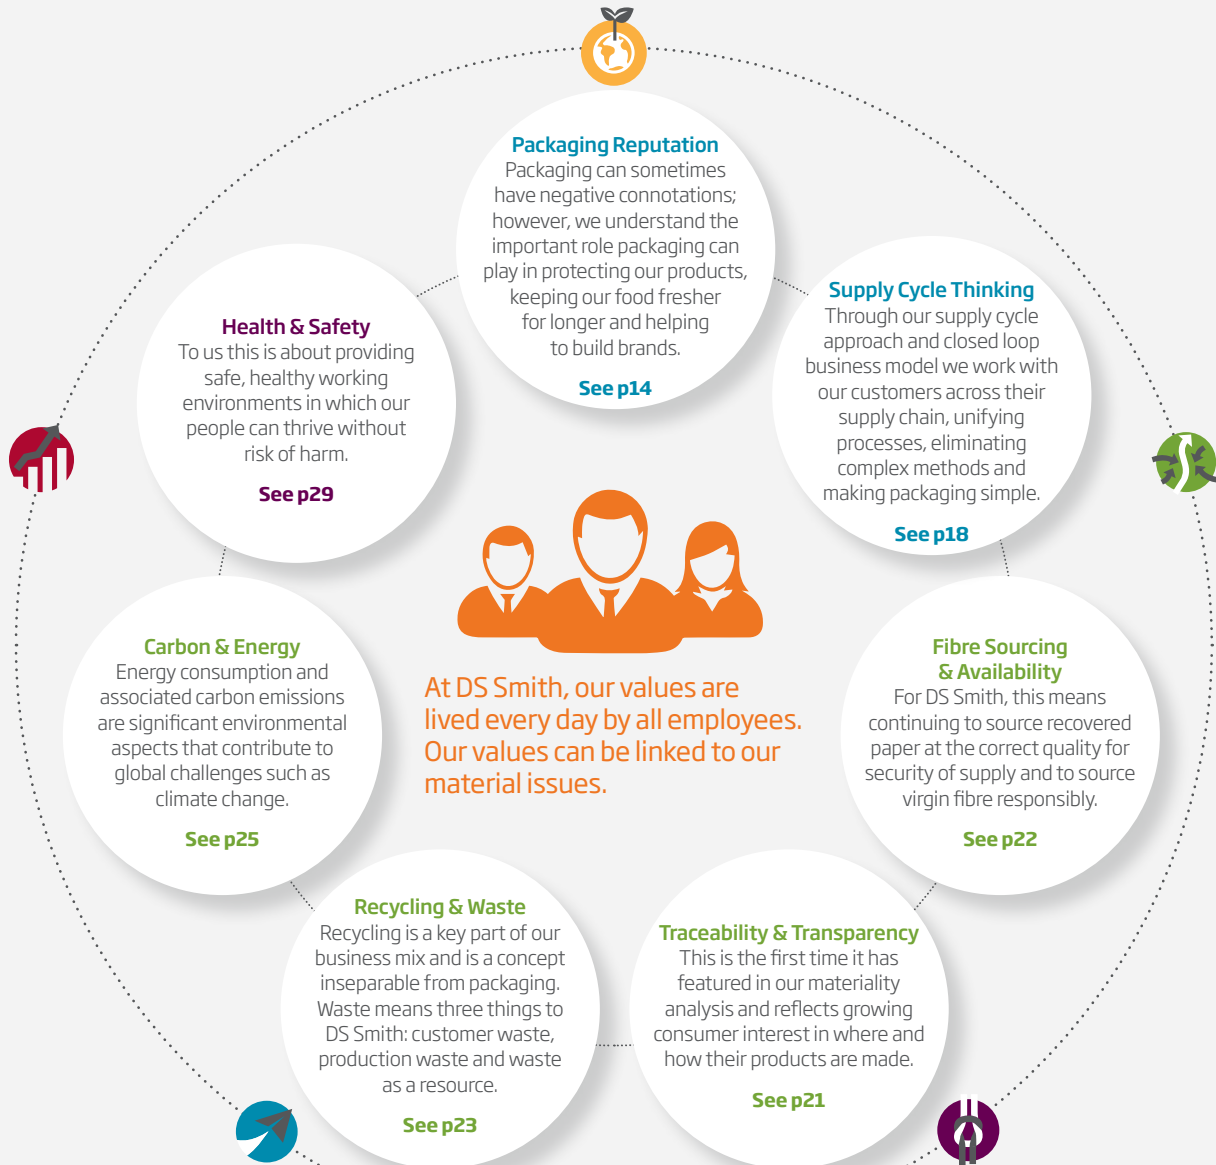 Packaging Reputation
Packaging can sometimes
have negative connotations;
however, we understand the
important role packaging can
play in protecting our products,
keeping our food fresher
for longer and helping
to build brands.
See p14
Supply Cycle Thinking
Through our supply cycle
approach and closed loop
business model we work with
our customers across their
supply chain, unifying
processes, eliminating
complex methods and
making packaging simple.
See p18
Health & Safety
To us this is about providing
safe, healthy working
environments in which our
people can thrive without
risk of harm.
See p29
At DS Smith, our values are
lived every day by all employees.
Our values can be linked to our
material issues.
Carbon & Energy
Energy consumption and
associated carbon emissions
are significant environmental
aspects that contribute to
global challenges such as
climate change.
See p25
Fibre Sourcing
& Availability
For DS Smith, this means
continuing to source recovered
paper at the correct quality for
security of supply and to source
virgin fibre responsibly.
See p22
Recycling & Waste
Recycling is a key part of our
business mix and is a concept
inseparable from packaging.
Waste means three things to
DS Smith: customer waste,
production waste and waste
as a resource.
See p23
Traceability & Transparency
This is the first time it has
featured in our materiality
analysis and reflects growing
consumer interest in where and
how their products are made.
See p21